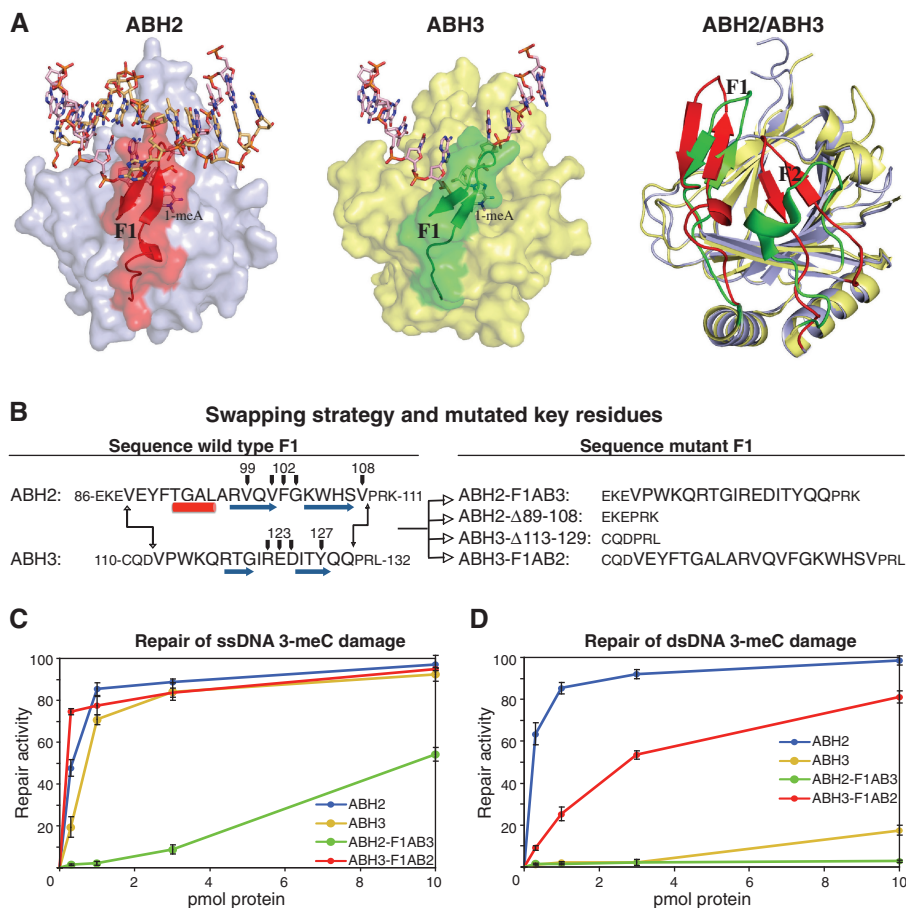 A
ABH2
ABH3
ABH2/ABH3
F1
1-meA
F1
1-meA
F1
F2
B
Swapping strategy and mutated key residues
Sequence wild type F1
Sequence mutant F1
99 102 108
ABH2: 86-EKEVEYFTGALARVQVFGKWHSVPRK-111
123 127
ABH3: 110-CQDVPWKQRTGIREDITYQQPRL-132
ABH2-F1AB3: EKEVPWKQRTGIREDITYQQPRK
ABH2-Δ89-108: EKEPRK
ABH3-Δ113-129: CQDPRL
ABH3-F1AB2: CQDVEYFTGALARVQVFGKWHSVPRL
C
Repair of ssDNA 3-meC damage
Repair activity
100
80
60
40
20
0 2 4 6 8 10
pmol protein
ABH2
ABH3
ABH2-F1AB3
ABH3-F1AB2
D
Repair of dsDNA 3-meC damage
Repair activity
100
80
60
40
20
0 2 4 6 8 10
pmol protein
ABH2
ABH3
ABH2-F1AB3
ABH3-F1AB2